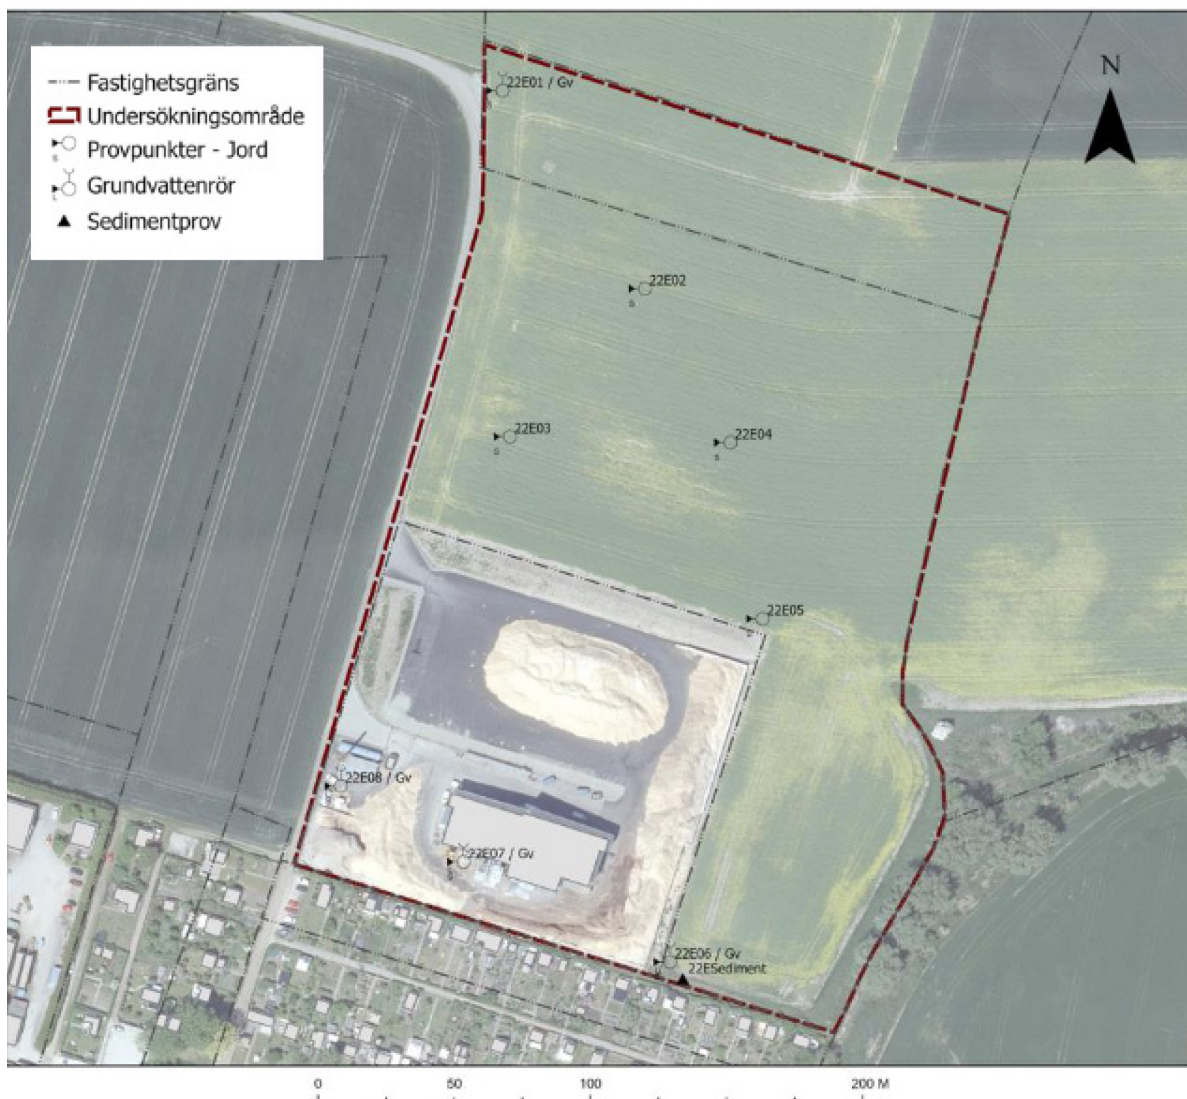 Fastighetsgräns
Undersökningsområde
Provpunkter - Jord
Grundvattenrör
Sedimentprov
N
22E01 / Gv
22E02
22E03
22E04
22E05
22E08 / Gv
22E07 / Gv
22E06 / Gv
22ESediment
0 50 100 200 M